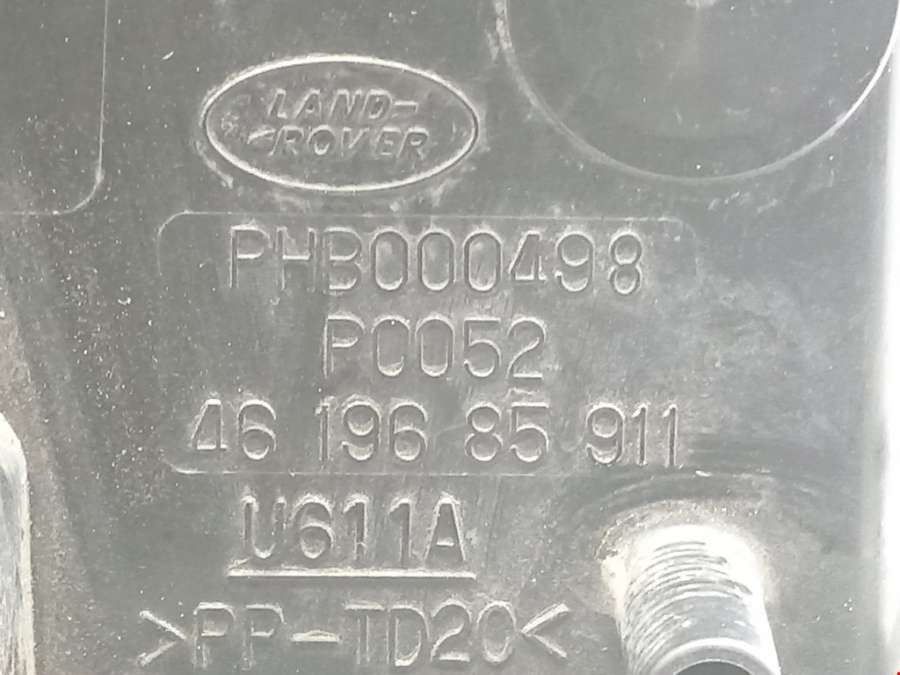 LAND-
ROVER
PHB000498
PC052
46 196 85 911
U611A
>PP-TD20<